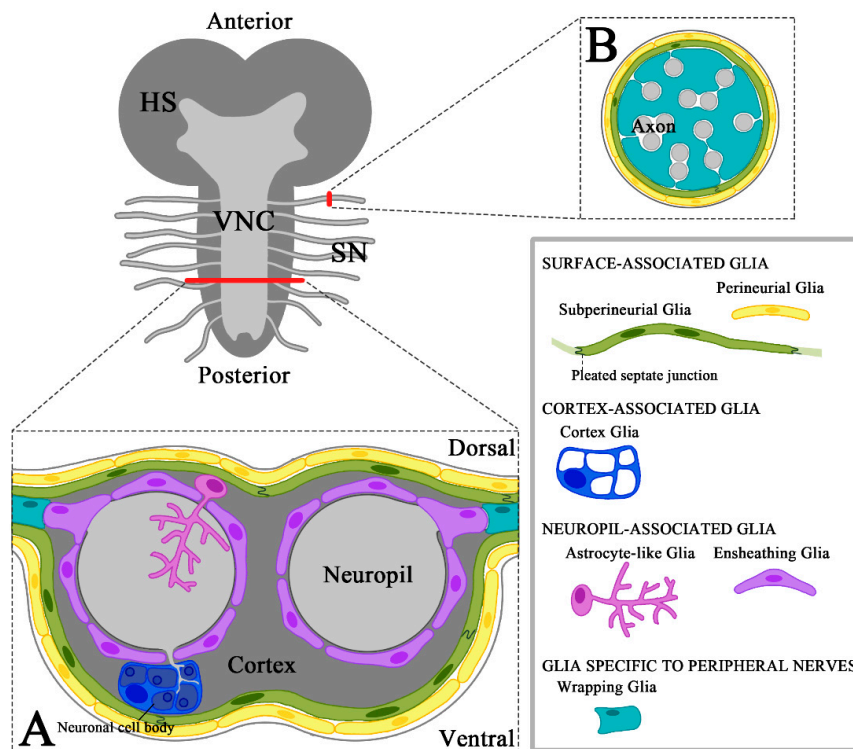 Anterior
HS
VNC
SN
Posterior
B
Axon
SURFACE-ASSOCIATED GLIA
Perineurial Glia
Subperineurial Glia
Pleated septate junction
CORTEX-ASSOCIATED GLIA
Cortex Glia
NEUROPIL-ASSOCIATED GLIA
Astrocyte-like Glia
Ensheathing Glia
GLIA SPECIFIC TO PERIPHERAL NERVES
Wrapping Glia
Dorsal
Neuropil
Cortex
Neuronal cell body
A
Ventral